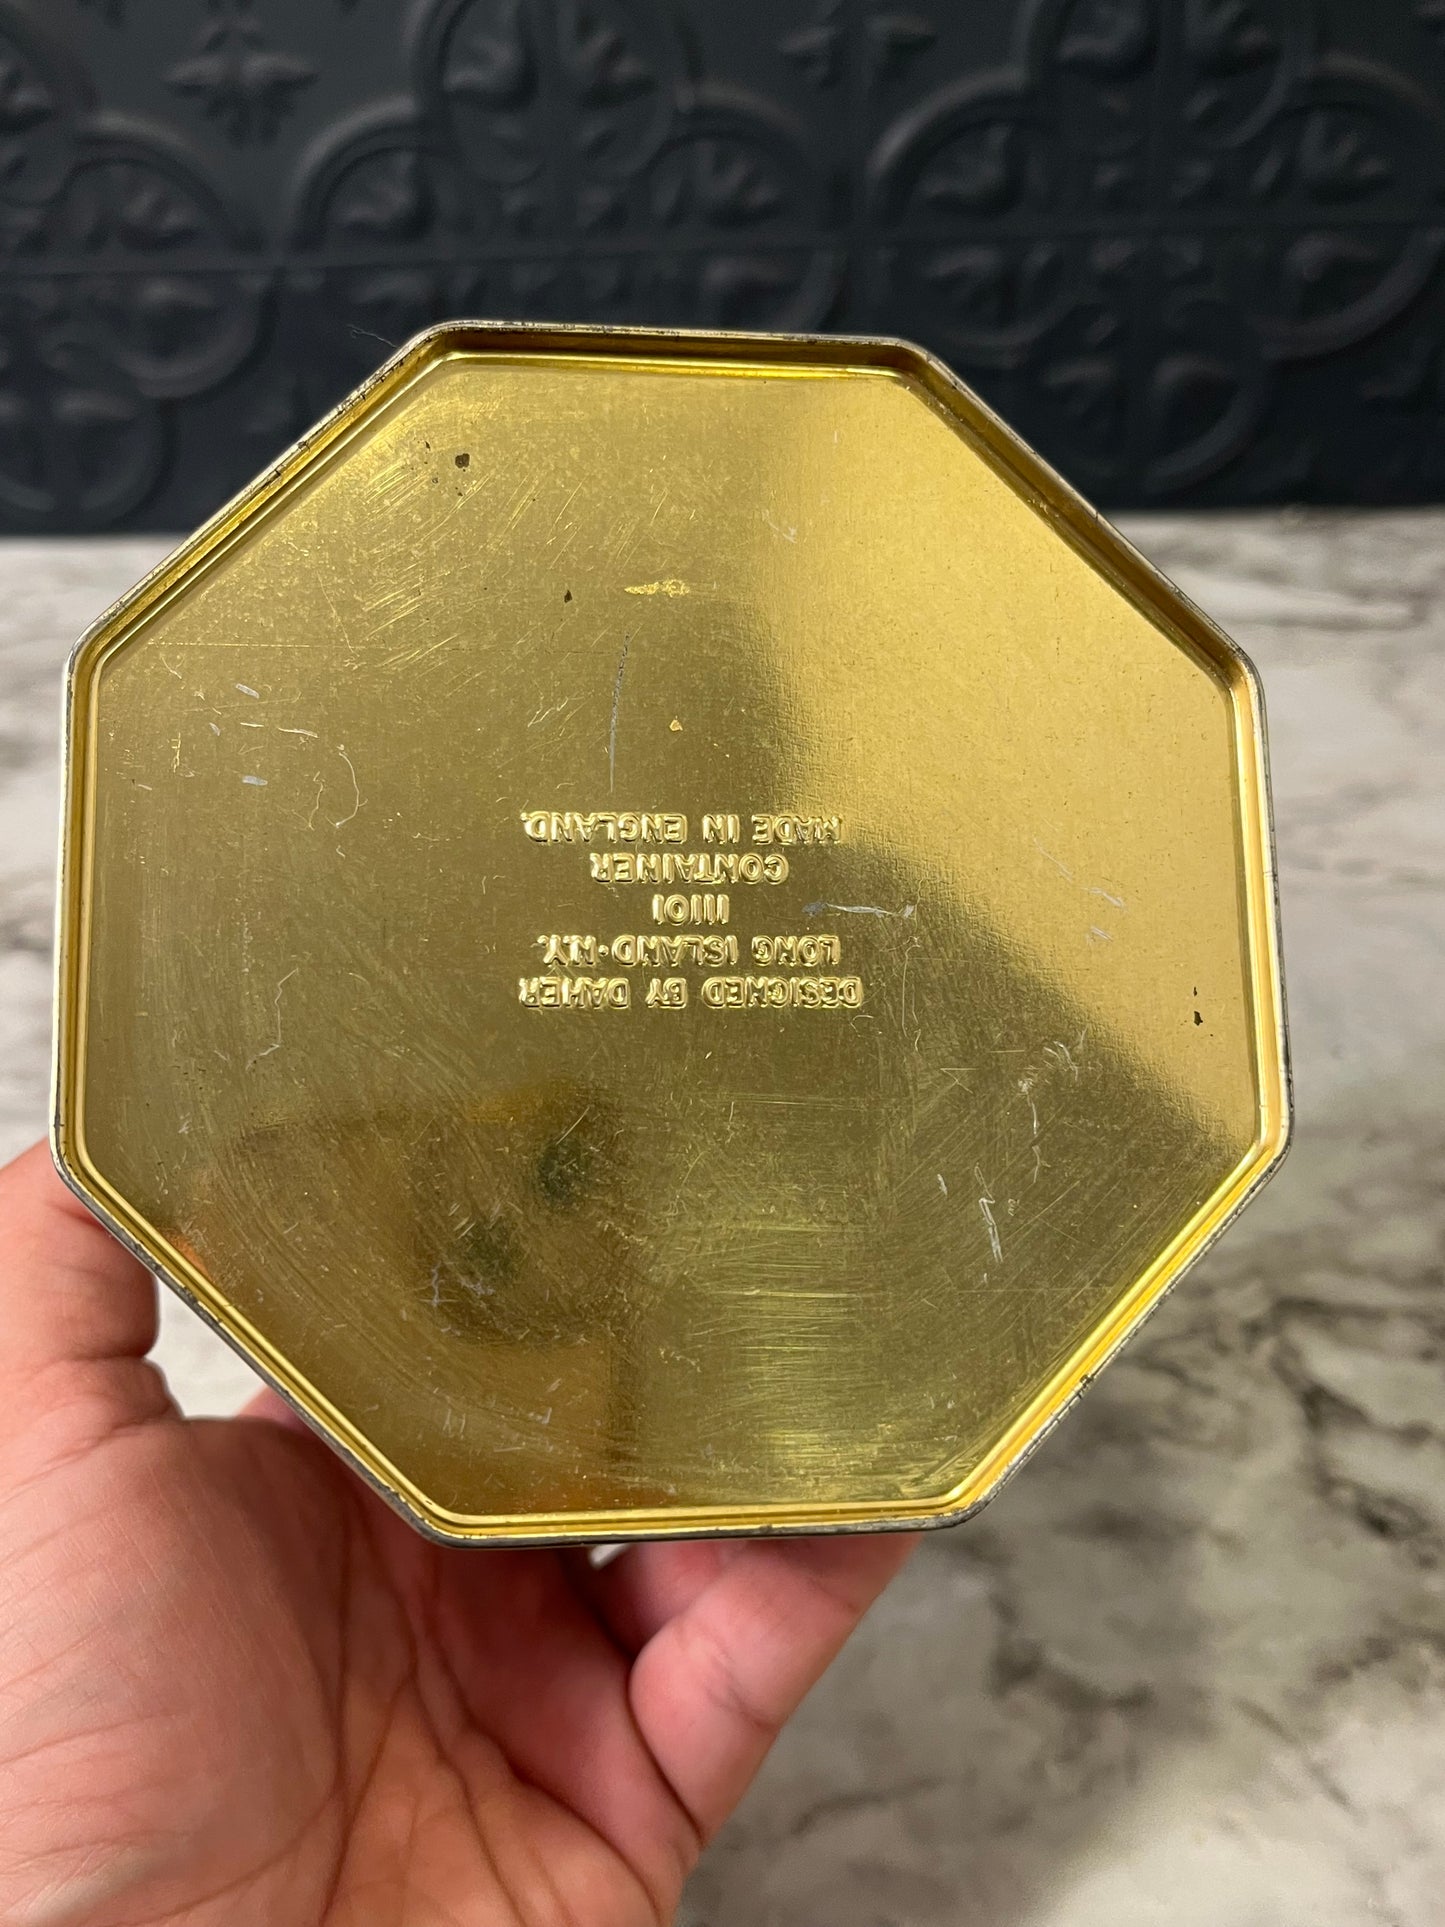 DESIGNED BY DAHER
LONG ISLAND·N.Y.
11101
CONTAINER
MADE IN ENGLAND.